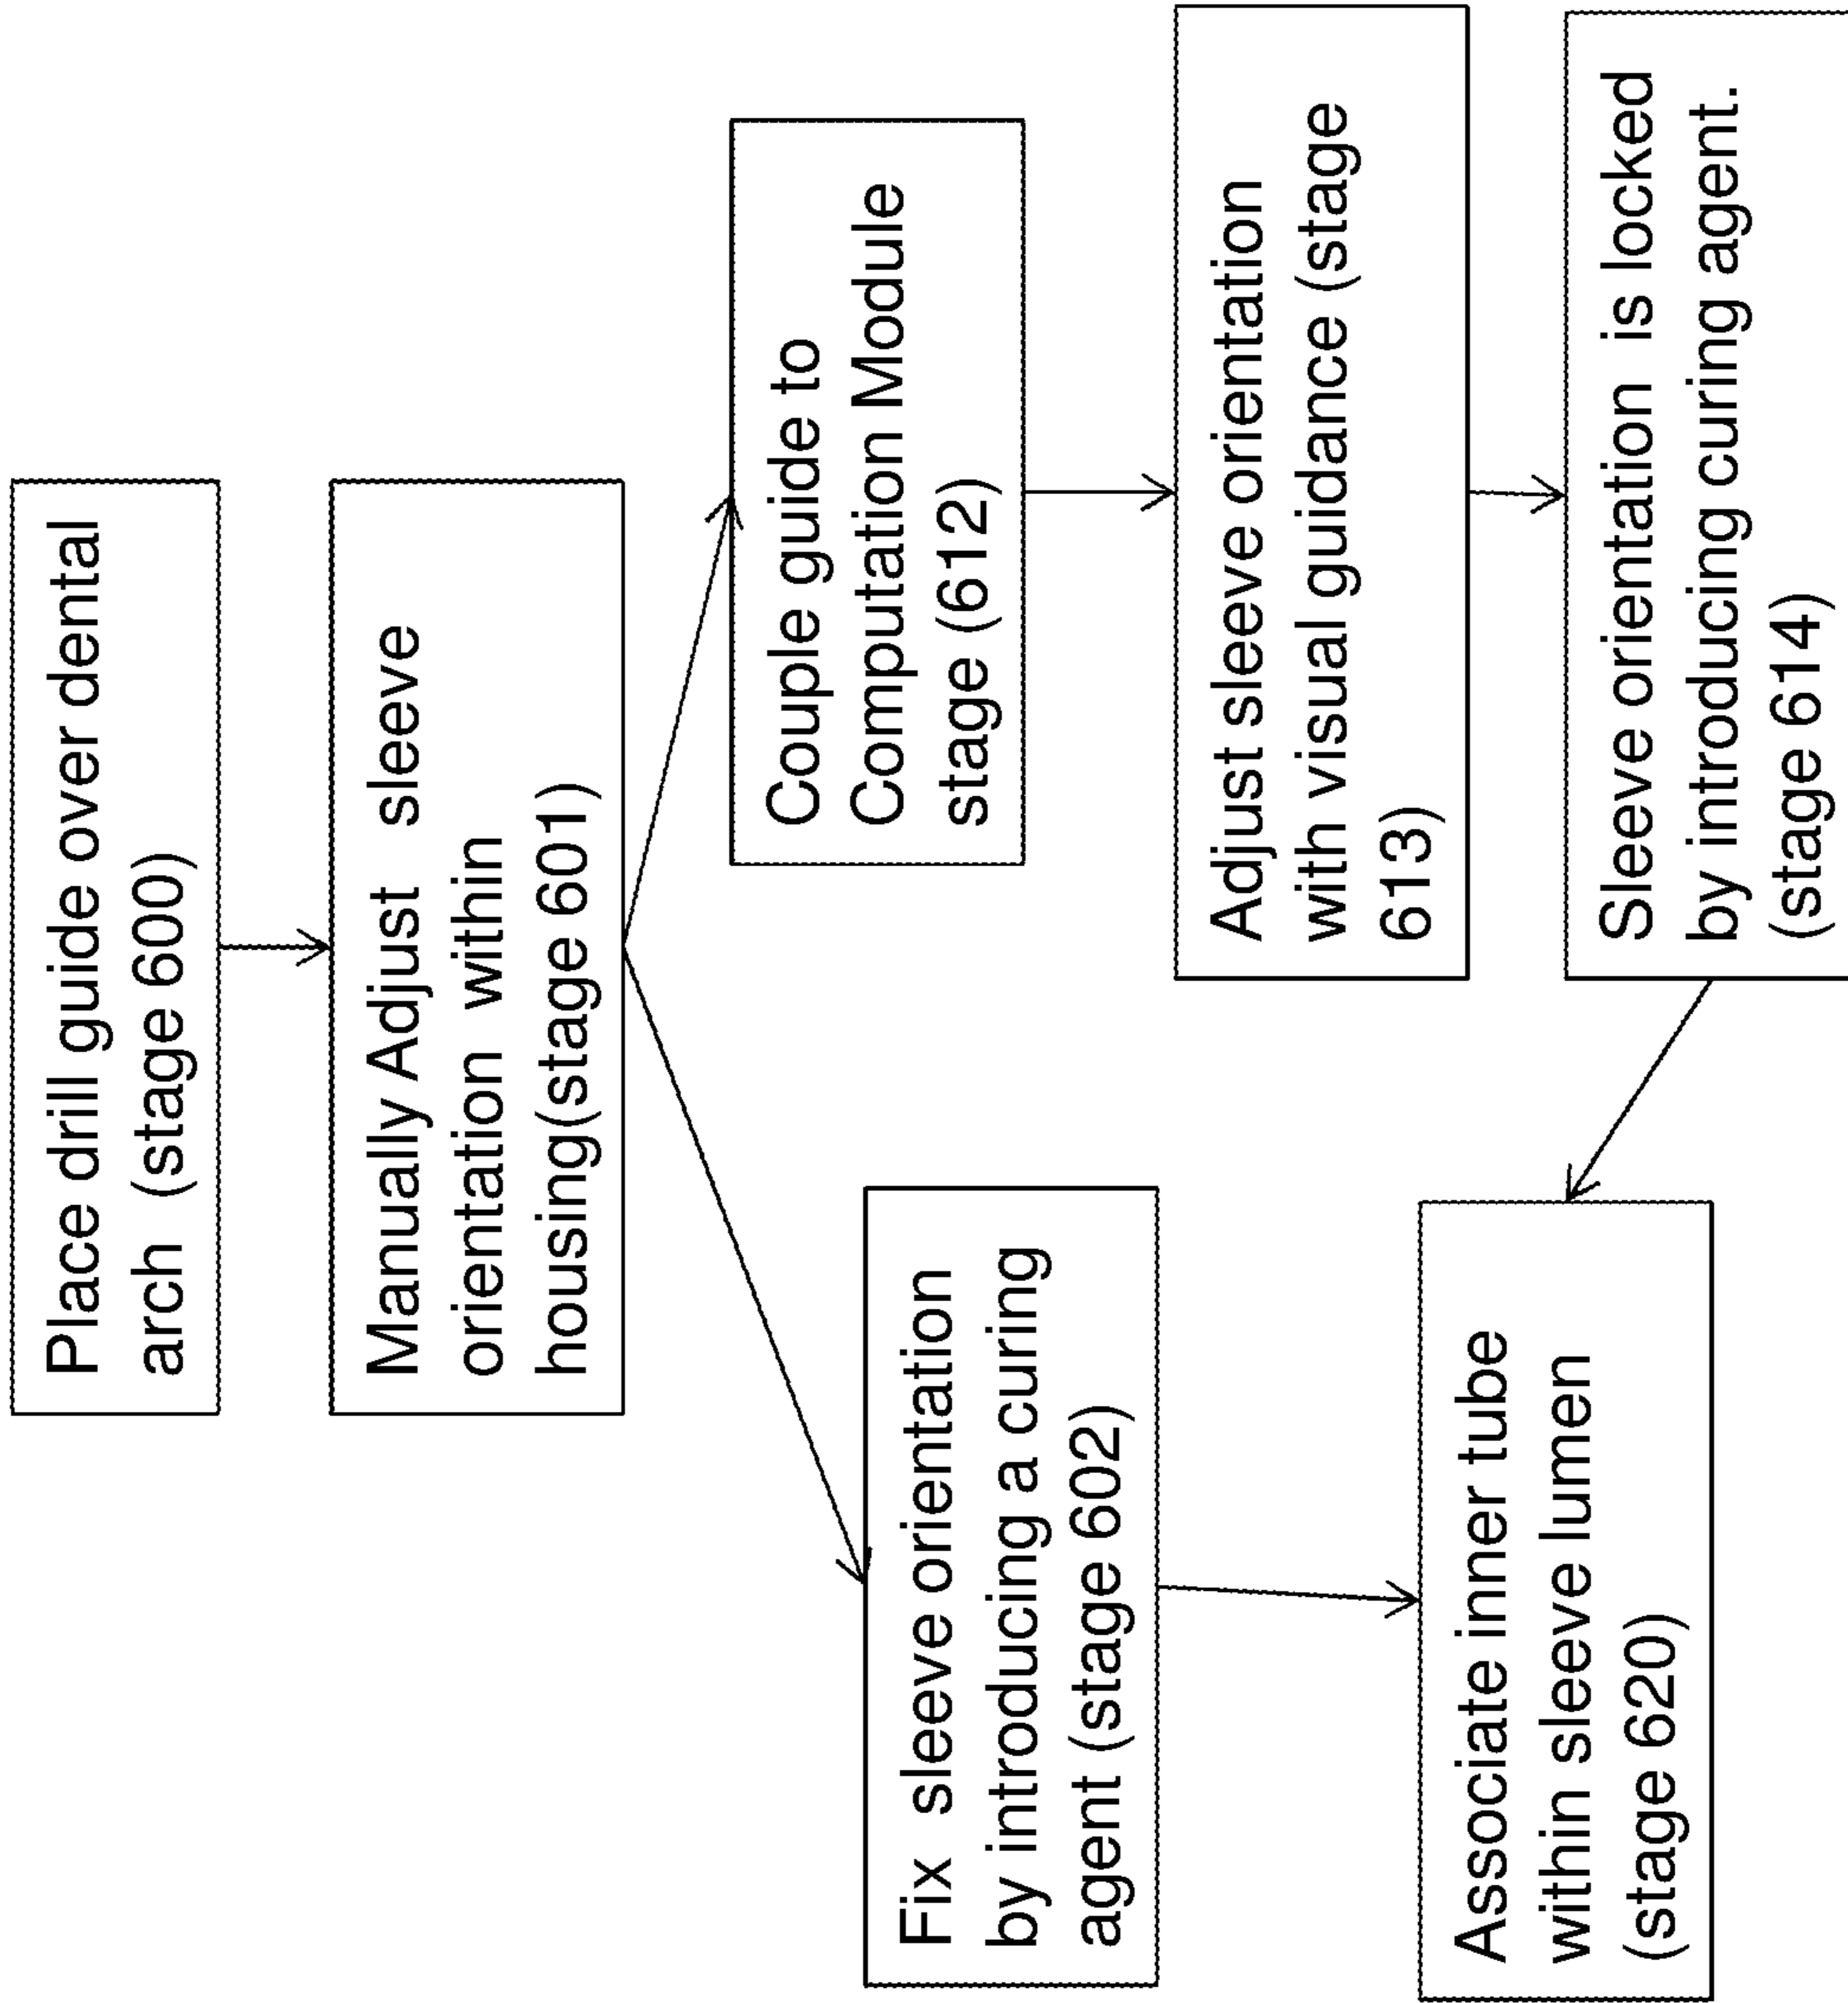 Place drill guide over dental
arch (stage 600)
Manually Adjust sleeve
orientation within
housing(stage 601)
Fix sleeve orientation
by introducing a curing
agent (stage 602)
Couple guide to
Computation Module
stage (612)
Adjust sleeve orientation
with visual guidance (stage
613)
Sleeve orientation is locked
by introducing curing agent.
(stage 614)
Associate inner tube
within sleeve lumen
(stage 620)